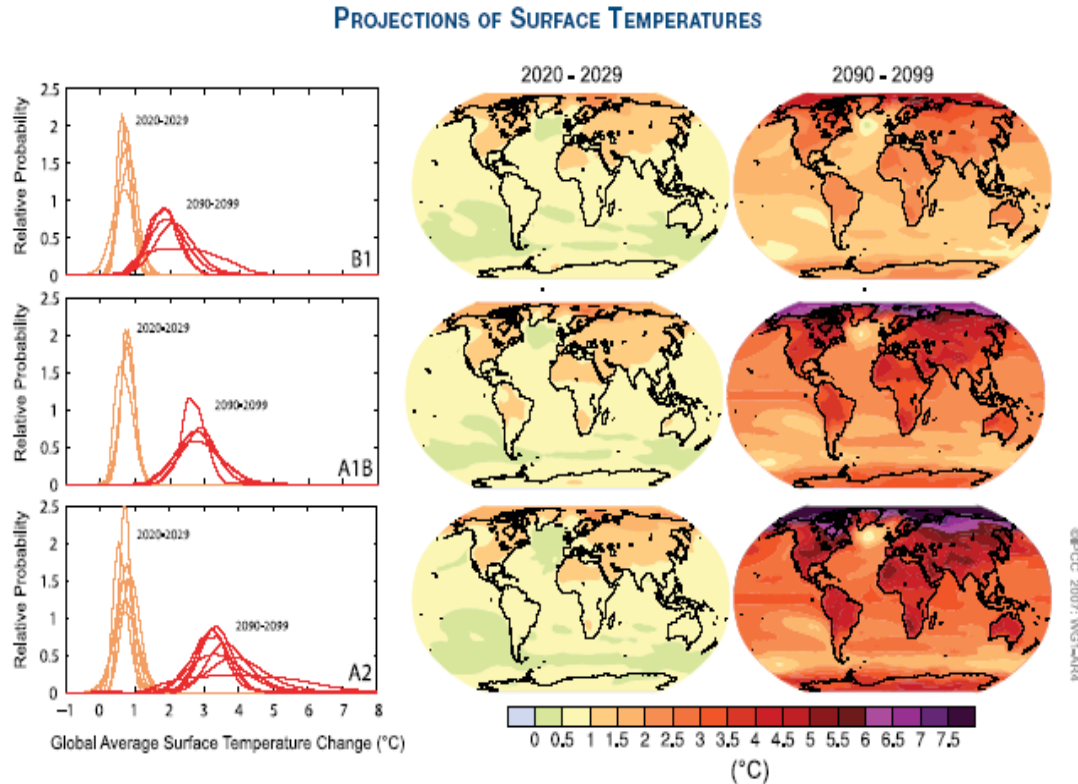 PROJECTIONS OF SURFACE TEMPERATURES
2020 - 2029
2090 - 2099
2.5
2
1.5
1
0.5
0
Relative Probability
2020-2029
2090-2099
B1
2.5
2
1.5
1
0.5
0
Relative Probability
2020-2029
2090-2099
A1B
2.5
2
1.5
1
0.5
0
Relative Probability
2020-2029
2090-2099
A2
−1 0 1 2 3 4 5 6 7 8
Global Average Surface Temperature Change (°C)
0 0.5 1 1.5 2 2.5 3 3.5 4 4.5 5 5.5 6 6.5 7 7.5
(°C)
©IPCC 2007: WG1-AR4